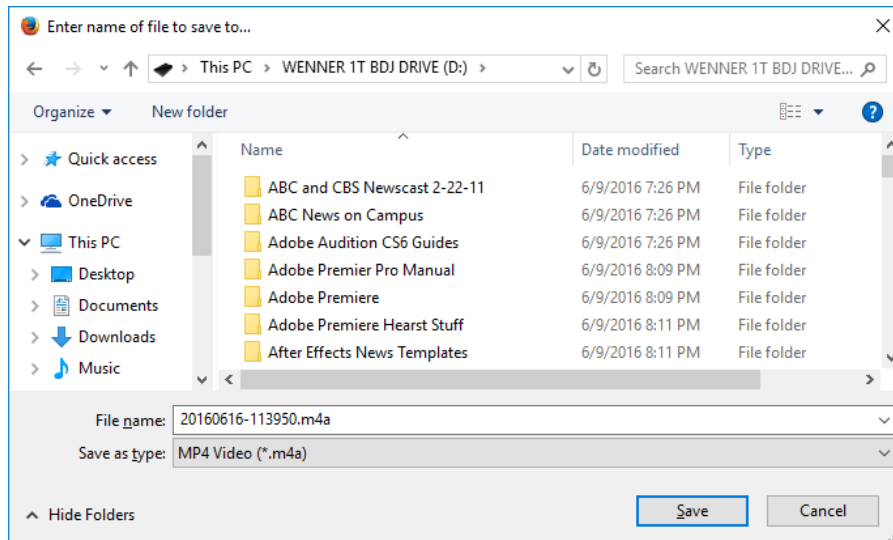 Enter name of file to save to...
This PC > WENNER 1T BDJ DRIVE (D:) >
Search WENNER 1T BDJ DRIVE...
Organize
New folder
Quick access
OneDrive
This PC
Desktop
Documents
Downloads
Music
Name Date modified Type
ABC and CBS Newscast 2-22-11 6/9/2016 7:26 PM File folder
ABC News on Campus 6/9/2016 7:26 PM File folder
Adobe Audition CS6 Guides 6/9/2016 7:26 PM File folder
Adobe Premier Pro Manual 6/9/2016 8:09 PM File folder
Adobe Premiere 6/9/2016 8:09 PM File folder
Adobe Premiere Hearst Stuff 6/9/2016 8:11 PM File folder
After Effects News Templates 6/9/2016 8:11 PM File folder
File name: 20160616-113950.m4a
Save as type: MP4 Video (*.m4a)
Hide Folders
Save
Cancel